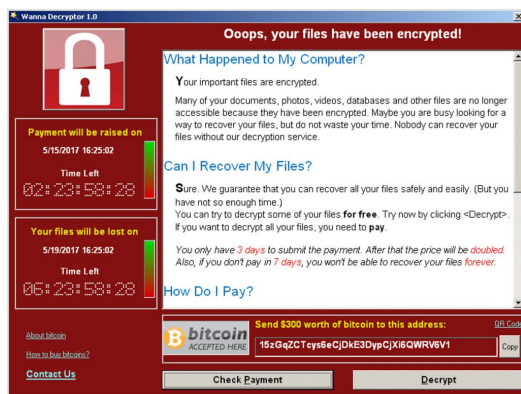 Wanna Decryptor 1.0
Ooops, your files have been encrypted!
What Happened to My Computer?
Your important files are encrypted.
Many of your documents, photos, videos, databases and other files are no longer
accessible because they have been encrypted. Maybe you are busy looking for a
way to recover your files, but do not waste your time. Nobody can recover your
files without our decryption service.
Can I Recover My Files?
Sure. We guarantee that you can recover all your files safely and easily. (But you
have not so enough time.)
You can try to decrypt some of your files for free. Try now by clicking <Decrypt>.
If you want to decrypt all your files, you need to pay.
You only have 3 days to submit the payment. After that the price will be doubled.
Also, if you don't pay in 7 days, you won't be able to recover your files forever.
How Do I Pay?
Payment will be raised on
5/15/2017 16:25:02
Time Left
02:23:58:28
Your files will be lost on
5/19/2017 16:25:02
Time Left
06:23:58:28
About bitcoin
How to buy bitcoins?
Contact Us
bitcoin
ACCEPTED HERE
Send $300 worth of bitcoin to this address:
QR Code
15zGqZCTcys6eCjDkE3DypCjXi6QWRV6V1
Copy
Check Payment
Decrypt